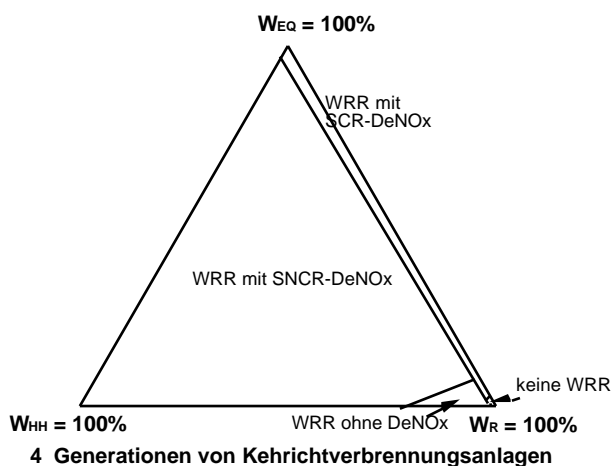 WEQ = 100%
WRR mit
SCR-DeNOx
WRR mit SNCR-DeNOx
keine WRR
WHH = 100%
WRR ohne DeNOx
WR = 100%
4 Generationen von Kehrichtverbrennungsanlagen